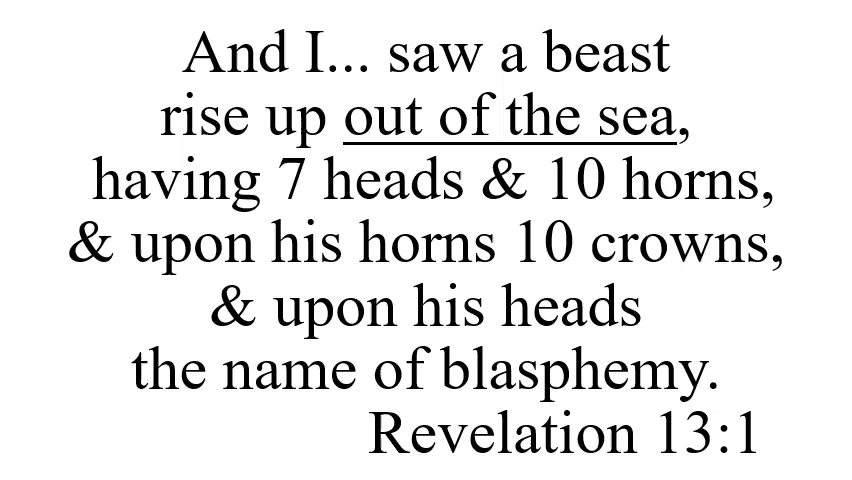 And I... saw a beast
rise up out of the sea,
having 7 heads & 10 horns,
& upon his horns 10 crowns,
& upon his heads
the name of blasphemy.
Revelation 13:1